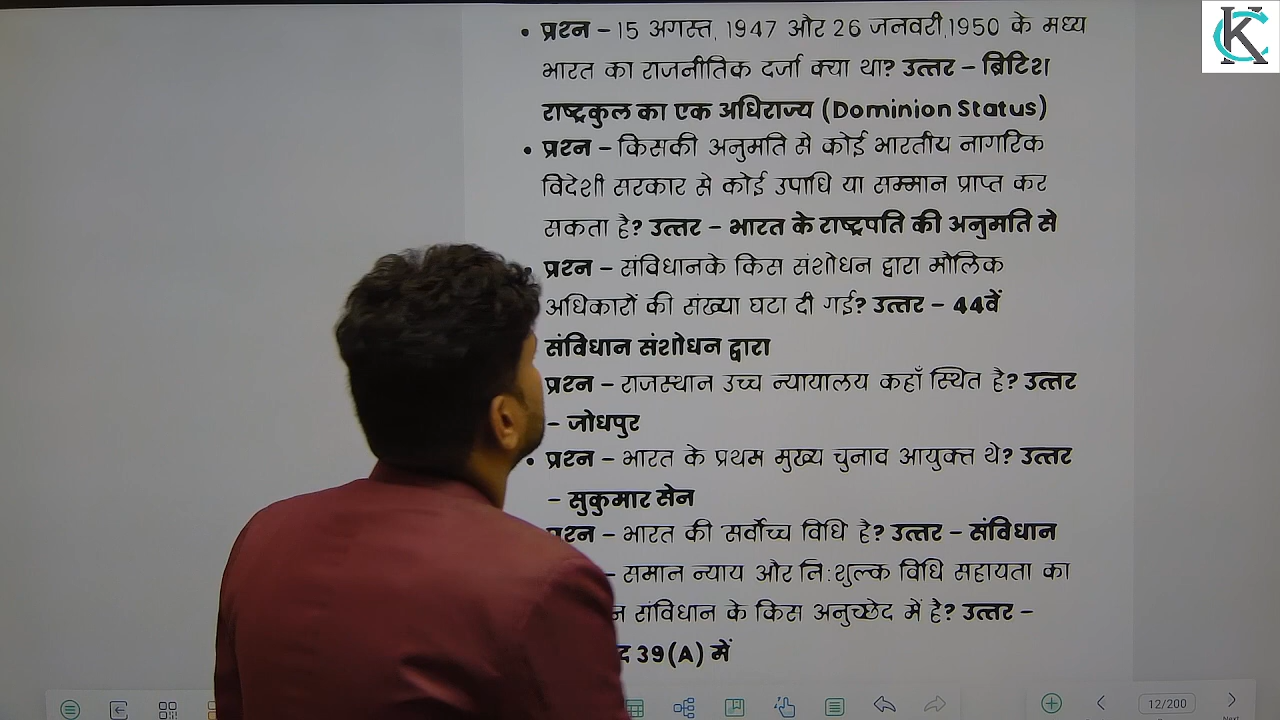 • प्रश्न – 15 अगस्त, 1947 और 26 जनवरी,1950 के मध्य
भारत का राजनीतिक दर्जा क्या था? उत्तर – ब्रिटिश
राष्ट्रकुल का एक अधिराज्य (Dominion Status)
• प्रश्न – किसकी अनुमति से कोई भारतीय नागरिक
विदेशी सरकार से कोई उपाधि या सम्मान प्राप्त कर
सकता है? उत्तर – भारत के राष्ट्रपति की अनुमति से
प्रश्न – संविधानके किस संशोधन द्वारा मौलिक
अधिकारों की संख्या घटा दी गई? उत्तर – 44वें
संविधान संशोधन द्वारा
प्रश्न – राजस्थान उच्च न्यायालय कहाँ स्थित है? उत्तर
– जोधपुर
• प्रश्न – भारत के प्रथम मुख्य चुनाव आयुक्त थे? उत्तर
– सुकुमार सेन
प्रश्न – भारत की सर्वोच्च विधि है? उत्तर – संविधान
– समान न्याय और नि:शुल्क विधि सहायता का
संविधान के किस अनुच्छेद में है? उत्तर –
39(A) में
12/200
Next
KC